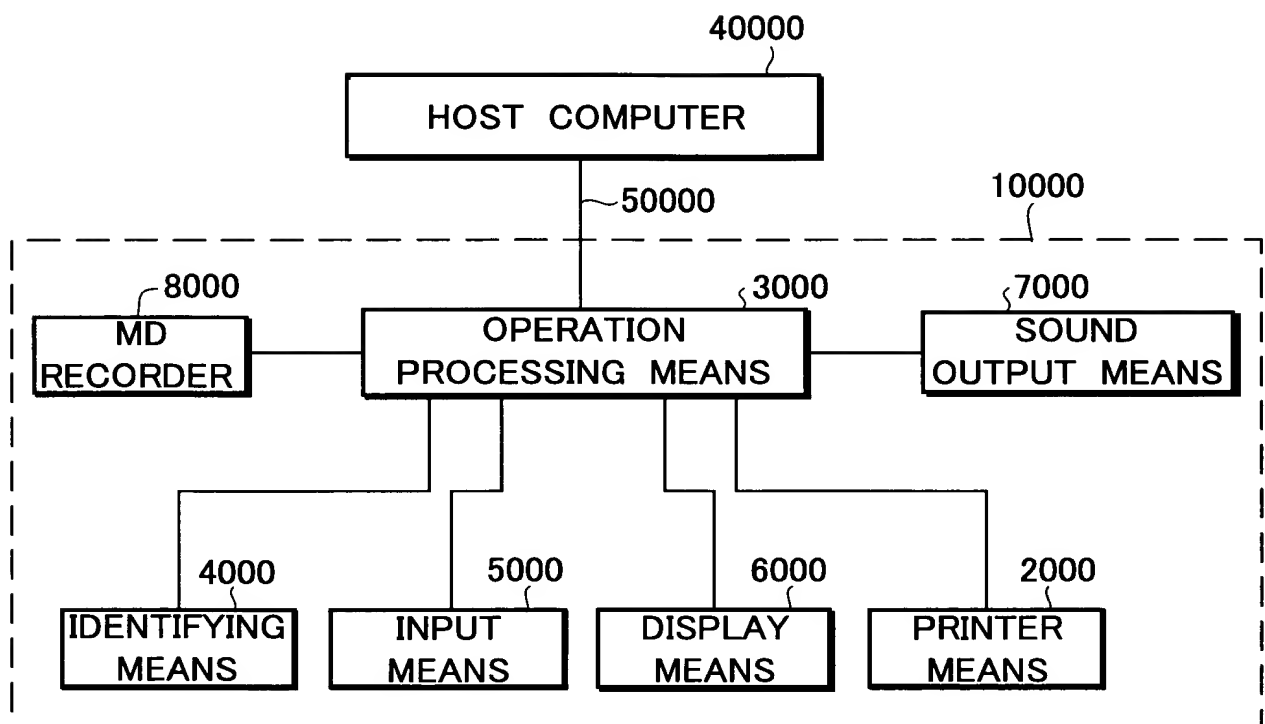 40000
HOST COMPUTER
50000
10000
8000
3000
7000
MD
RECORDER
OPERATION
PROCESSING MEANS
SOUND
OUTPUT MEANS
4000
5000
6000
2000
IDENTIFYING
MEANS
INPUT
MEANS
DISPLAY
MEANS
PRINTER
MEANS